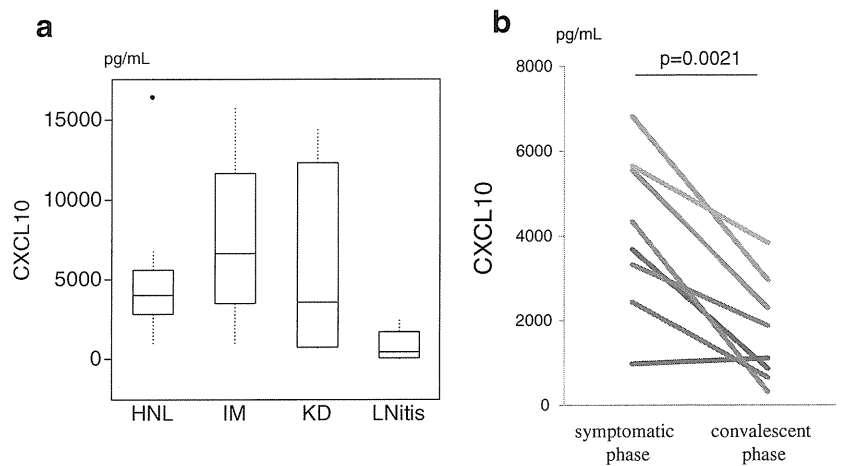 a
pg/mL
CXCL10
15000
10000
5000
0
HNL IM KD LNitis
b
pg/mL
p=0.0021
CXCL10
8000
6000
4000
2000
0
symptomatic phase
convalescent phase